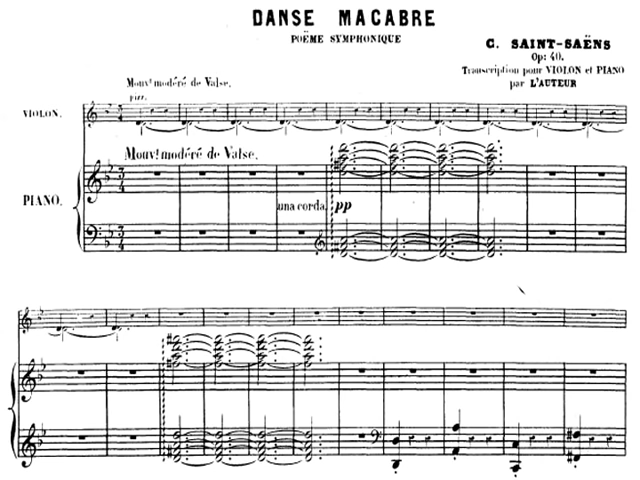 DANSE MACABRE
POËME SYMPHONIQUE
C. SAINT-SAËNS
Op: 40.
Transcription pour VIOLON et PIANO
par L'AUTEUR
Mouvt modéré de Valse.
pizz.
VIOLON.
Mouvt modéré de Valse.
PIANO.
una corda.
pp